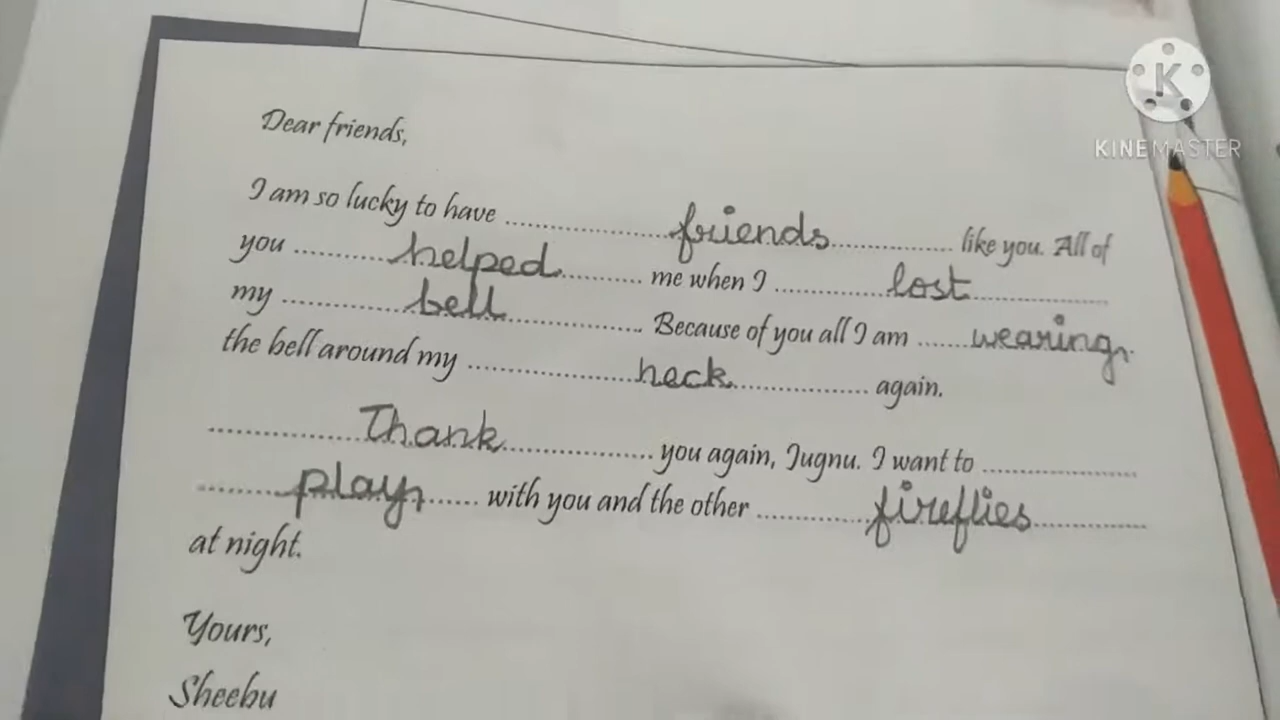 Dear friends,
I am so lucky to have ........ friends ........ like you. All of
you ........ helped ........ me when I ........ lost ........
my ........ bell ........ Because of you all I am ...... wearing
the bell around my ........ neck ........ again.
........ Thank ........ you again, Jugnu. I want to ........
........ play ...... with you and the other ........ fireflies ........
at night.
Yours,
Sheebu
KINEMASTER